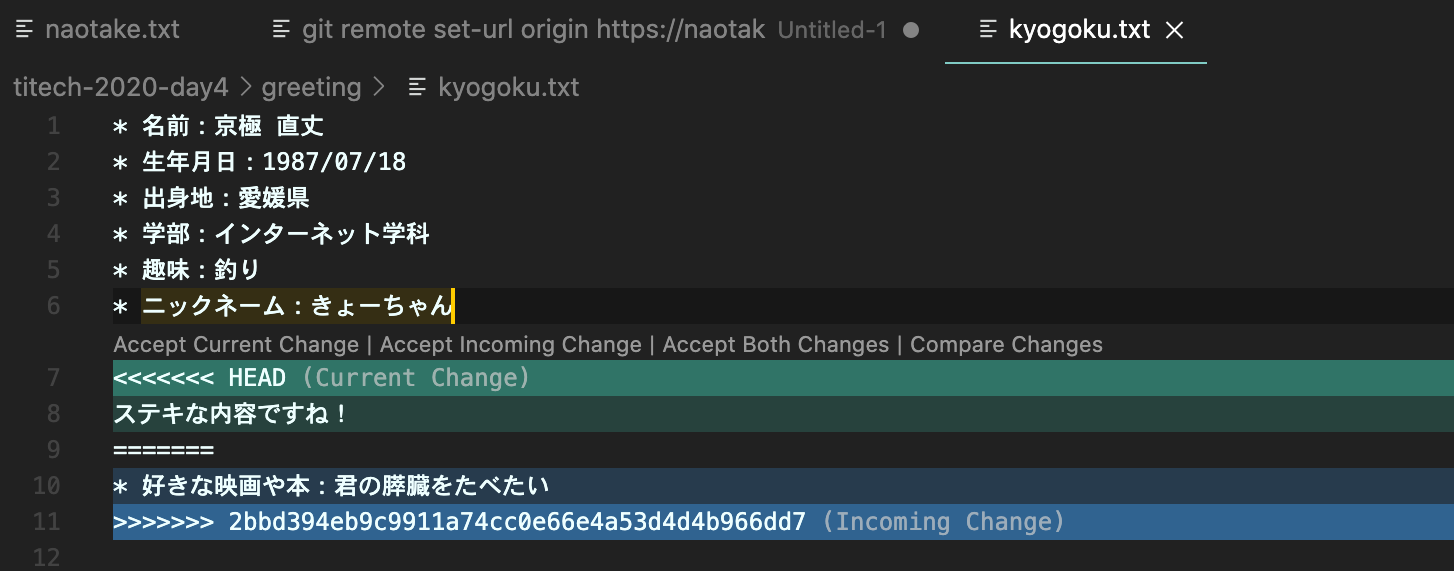 naotake.txt git remote set-url origin https://naotak Untitled-1 ● kyogoku.txt ×
titech-2020-day4 > greeting > kyogoku.txt
1 * 名前：京極 直丈
2 * 生年月日：1987/07/18
3 * 出身地：愛媛県
4 * 学部：インターネット学科
5 * 趣味：釣り
6 * ニックネーム：きょーちゃん
Accept Current Change | Accept Incoming Change | Accept Both Changes | Compare Changes
7 <<<<<<< HEAD (Current Change)
8 ステキな内容ですね！
9 =======
10 * 好きな映画や本：君の膵臓をたべたい
11 >>>>>>> 2bbd394eb9c9911a74cc0e66e4a53d4d4b966dd7 (Incoming Change)
12